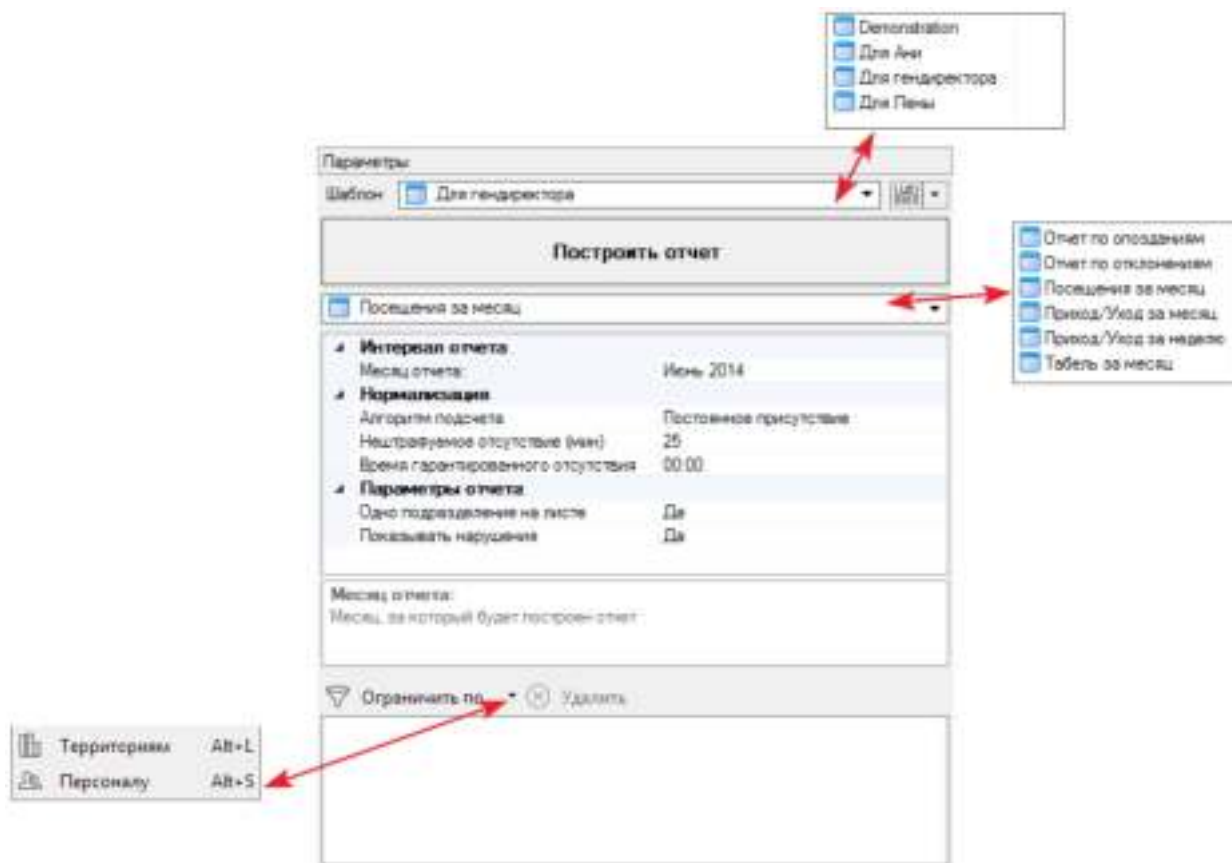 Demonstration
Для Ани
Для гендиректора
Для Лены
Параметры
Шаблон Для гендиректора
Построить отчет
Посещения за месяц
Отчет по опозданиям
Отчет по отклонениям
Посещения за месяц
Приход/Уход за месяц
Приход/Уход за неделю
Табель за месяц
Интервал отчета
Месяц отчета: Июнь 2014
Нормализация
Алгоритм подсчета Постоянное присутствие
Нештрафуемое отсутствие (мин) 25
Время гарантированного отсутствия 00:00
Параметры отчета
Одно подразделение на листе Да
Показывать нарушения Да
Месяц отчета:
Месяц, за который будет построен отчет
Ограничить по Удалить
Территориям Alt+L
Персоналу Alt+S